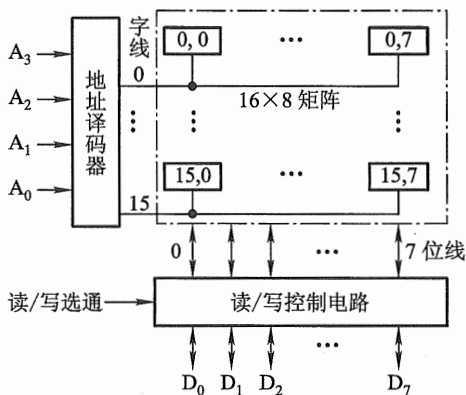 字线
A₃
A₂
A₁
A₀
地址译码器
0
⋮
15
0, 0
···
0,7
16×8 矩阵
⋮
⋮
15,0
···
15,7
0
···
7 位线
读/写选通
读/写控制电路
···
D₀
D₁
D₂
D₇